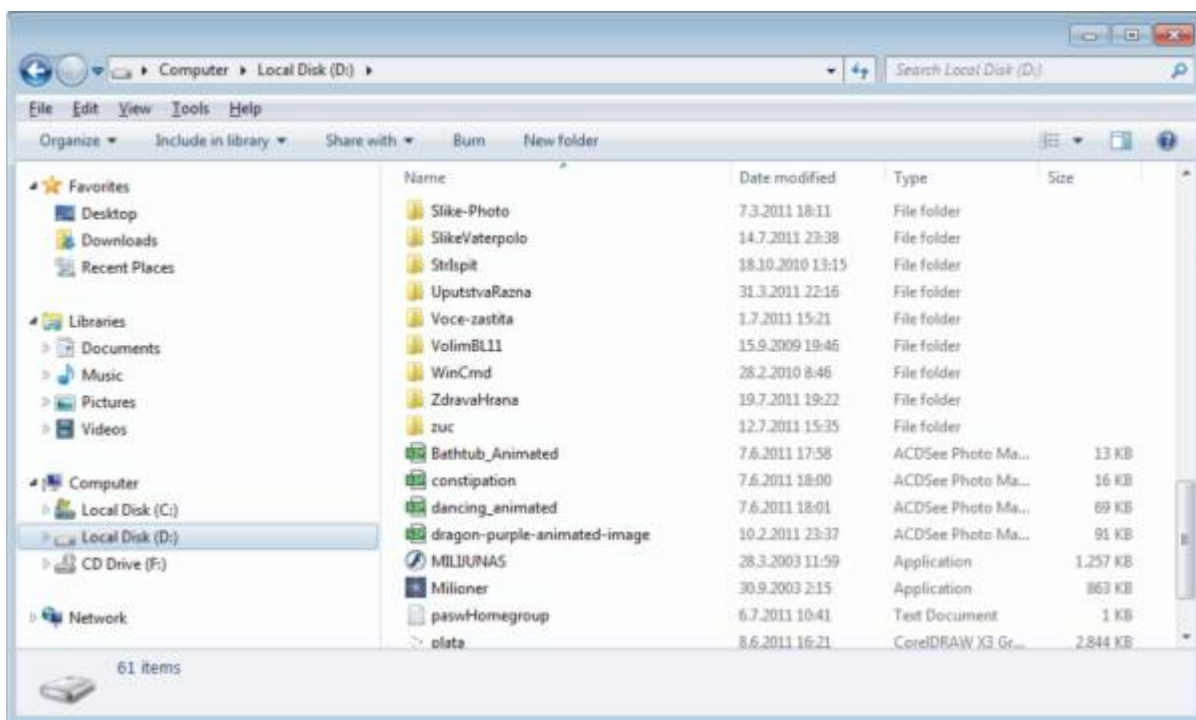 Computer Local Disk (D:) Search Local Disk (D:)
File Edit View Tools Help
Organize Include in library Share with Burn New folder
Favorites
Desktop
Downloads
Recent Places
Libraries
Documents
Music
Pictures
Videos
Computer
Local Disk (C:)
Local Disk (D:)
CD Drive (F:)
Network
Name Date modified Type Size
Slike-Photo 7.3.2011 18:11 File folder
SlikeVaterpolo 14.7.2011 23:38 File folder
StrIspit 18.10.2010 13:15 File folder
UputstvaRazna 31.3.2011 22:16 File folder
Voce-zastita 1.7.2011 15:21 File folder
VolimBL11 15.9.2009 19:46 File folder
WinCmd 28.2.2010 8:46 File folder
ZdravaHrana 19.7.2011 19:22 File folder
zuc 12.7.2011 15:35 File folder
Bathtub_Animated 7.6.2011 17:58 ACDSee Photo Ma... 13 KB
constipation 7.6.2011 18:00 ACDSee Photo Ma... 16 KB
dancing_animated 7.6.2011 18:01 ACDSee Photo Ma... 69 KB
dragon-purple-animated-image 10.2.2011 23:37 ACDSee Photo Ma... 91 KB
MILIJUNAS 28.3.2003 11:59 Application 1.257 KB
Milioner 30.9.2003 2:15 Application 863 KB
paswHomegroup 6.7.2011 10:41 Text Document 1 KB
plata 8.6.2011 16:21 CorelDRAW X3 Gr... 2.844 KB
61 items